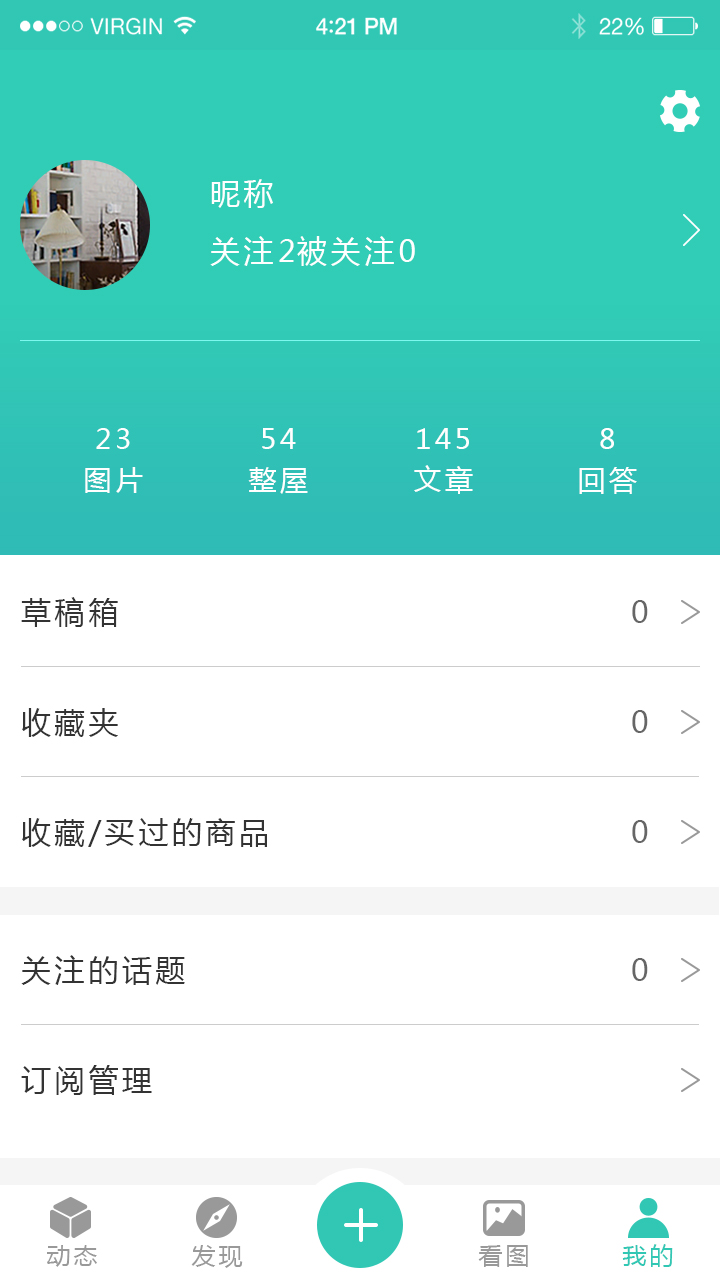 VIRGIN 4:21 PM 22%
昵称
关注2被关注0
23 54 145 8
图片 整屋 文章 回答
草稿箱 0
收藏夹 0
收藏/买过的商品 0
关注的话题 0
订阅管理
动态 发现 看图 我的